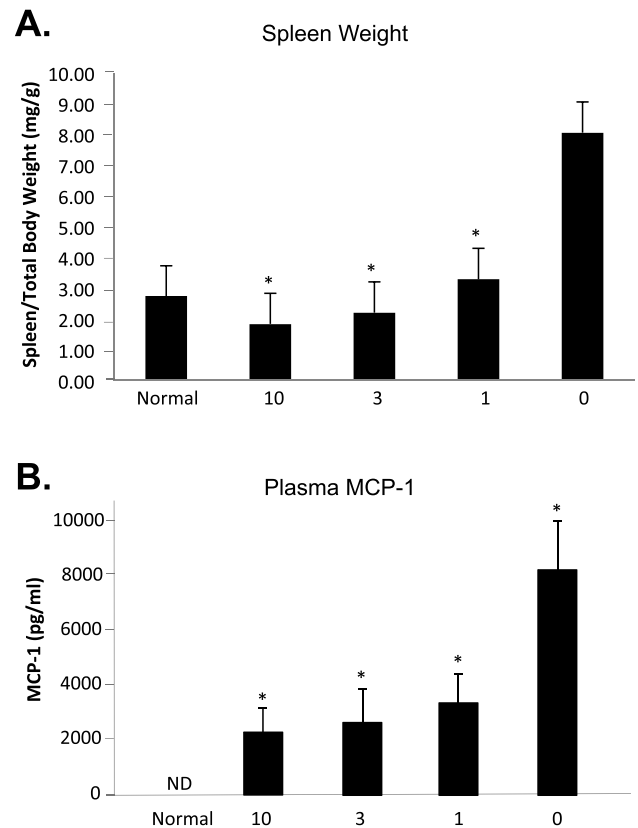 A.
Spleen Weight
Spleen/Total Body Weight (mg/g)
10.00
9.00
8.00
7.00
6.00
5.00
4.00
3.00
2.00
1.00
0.00
*
*
*
Normal 10 3 1 0
B.
Plasma MCP-1
MCP-1 (pg/ml)
10000
8000
6000
4000
2000
0
ND
*
*
*
*
Normal 10 3 1 0